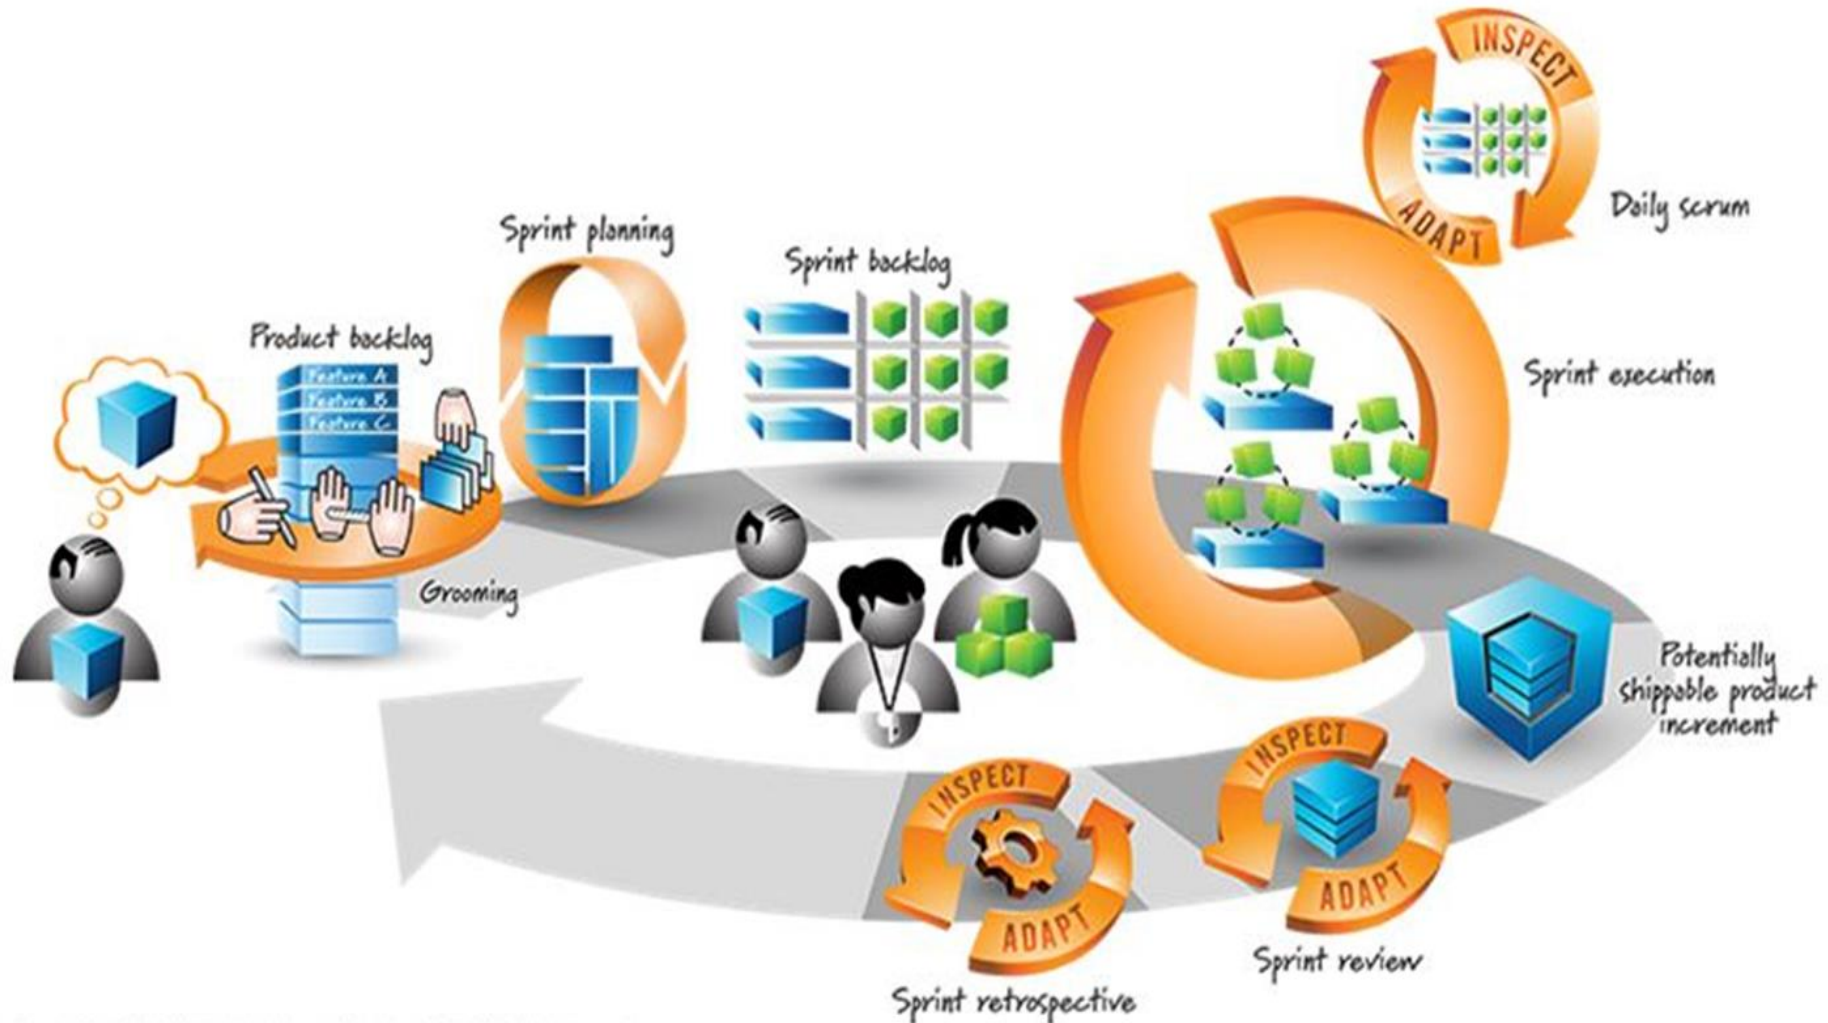 INSPECT
ADAPT
Daily scrum
Sprint planning
Sprint backlog
Product backlog
Feature A
Feature B
Feature C
Sprint execution
Grooming
Potentially
shippable product
increment
INSPECT
ADAPT
Sprint review
INSPECT
ADAPT
Sprint retrospective